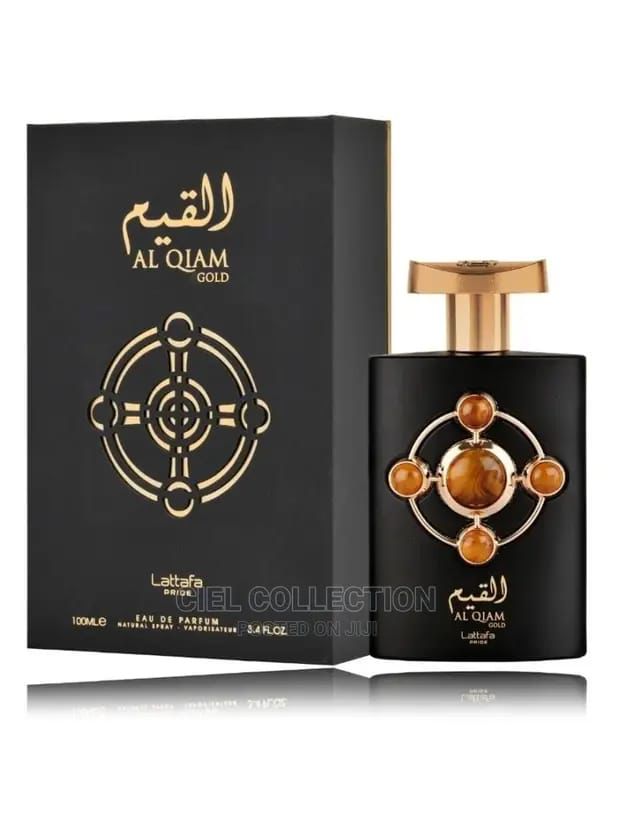 القيم
AL QIAM
GOLD
Lattafa
PRIDE
CIEL COLLECTION
POSTED ON JIJI
100MLe
EAU DE PARFUM
NATURAL SPRAY - VAPORISATEUR
3.4 FL.OZ.
القيم
AL QIAM
GOLD
Lattafa
PRIDE